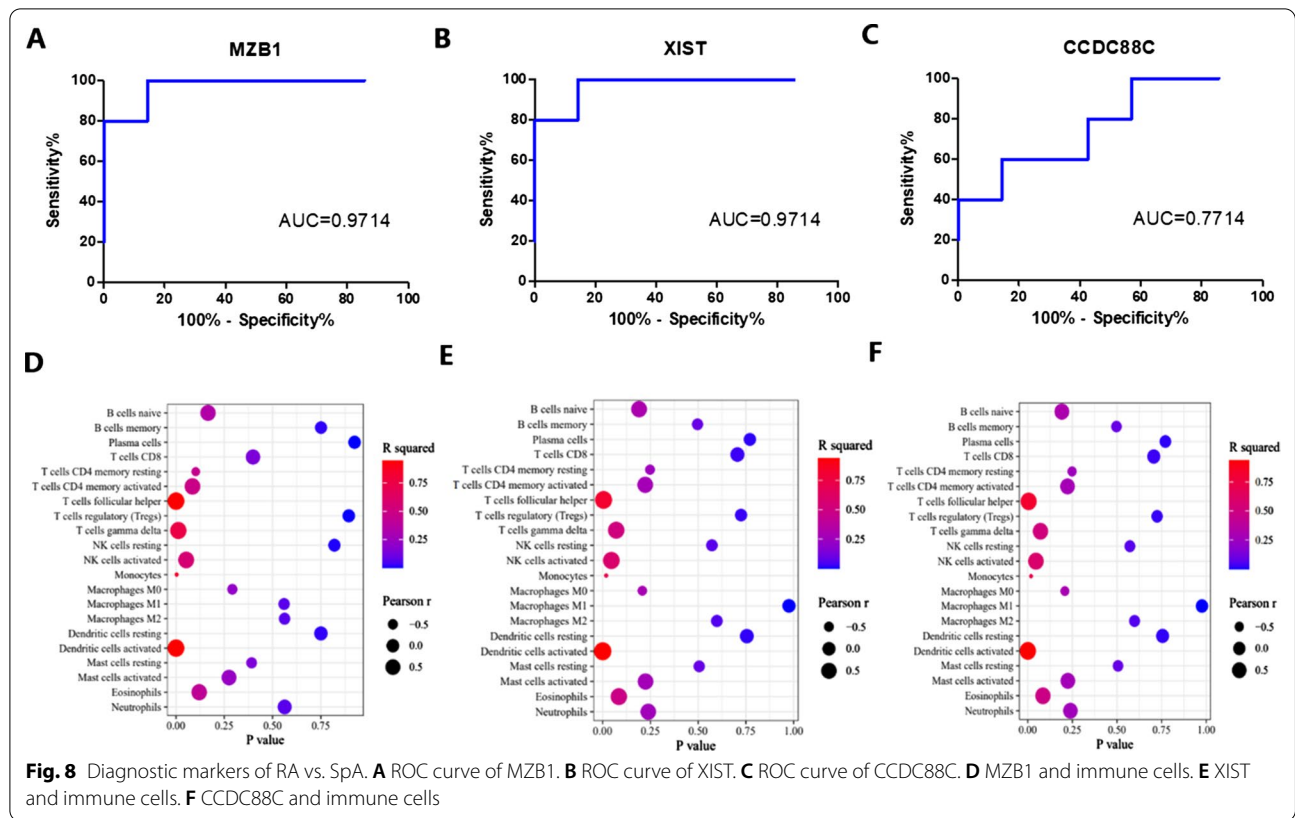 A
MZB1
Sensitivity%
100
80
60
40
20
0
AUC=0.9714
0 20 40 60 80 100
100% - Specificity%
B
XIST
Sensitivity%
100
80
60
40
20
0
AUC=0.9714
0 20 40 60 80 100
100% - Specificity%
C
CCDC88C
Sensitivity%
100
80
60
40
20
0
AUC=0.7714
0 20 40 60 80 100
100% - Specificity%
D
B cells naive
B cells memory
Plasma cells
T cells CD8
T cells CD4 memory resting
T cells CD4 memory activated
T cells follicular helper
T cells regulatory (Tregs)
T cells gamma delta
NK cells resting
NK cells activated
Monocytes
Macrophages M0
Macrophages M1
Macrophages M2
Dendritic cells resting
Dendritic cells activated
Mast cells resting
Mast cells activated
Eosinophils
Neutrophils
0.00 0.25 0.50 0.75
P value
R squared
0.75
0.50
0.25
Pearson r
−0.5
0.0
0.5
E
B cells naive
B cells memory
Plasma cells
T cells CD8
T cells CD4 memory resting
T cells CD4 memory activated
T cells follicular helper
T cells regulatory (Tregs)
T cells gamma delta
NK cells resting
NK cells activated
Monocytes
Macrophages M0
Macrophages M1
Macrophages M2
Dendritic cells resting
Dendritic cells activated
Mast cells resting
Mast cells activated
Eosinophils
Neutrophils
0.00 0.25 0.50 0.75 1.00
P value
R squared
0.75
0.50
0.25
Pearson r
−0.5
0.0
0.5
F
B cells naive
B cells memory
Plasma cells
T cells CD8
T cells CD4 memory resting
T cells CD4 memory activated
T cells follicular helper
T cells regulatory (Tregs)
T cells gamma delta
NK cells resting
NK cells activated
Monocytes
Macrophages M0
Macrophages M1
Macrophages M2
Dendritic cells resting
Dendritic cells activated
Mast cells resting
Mast cells activated
Eosinophils
Neutrophils
0.00 0.25 0.50 0.75 1.00
P value
R squared
0.75
0.50
0.25
Pearson r
−0.5
0.0
0.5
Fig. 8 Diagnostic markers of RA vs. SpA. A ROC curve of MZB1. B ROC curve of XIST. C ROC curve of CCDC88C. D MZB1 and immune cells. E XIST
and immune cells. F CCDC88C and immune cells